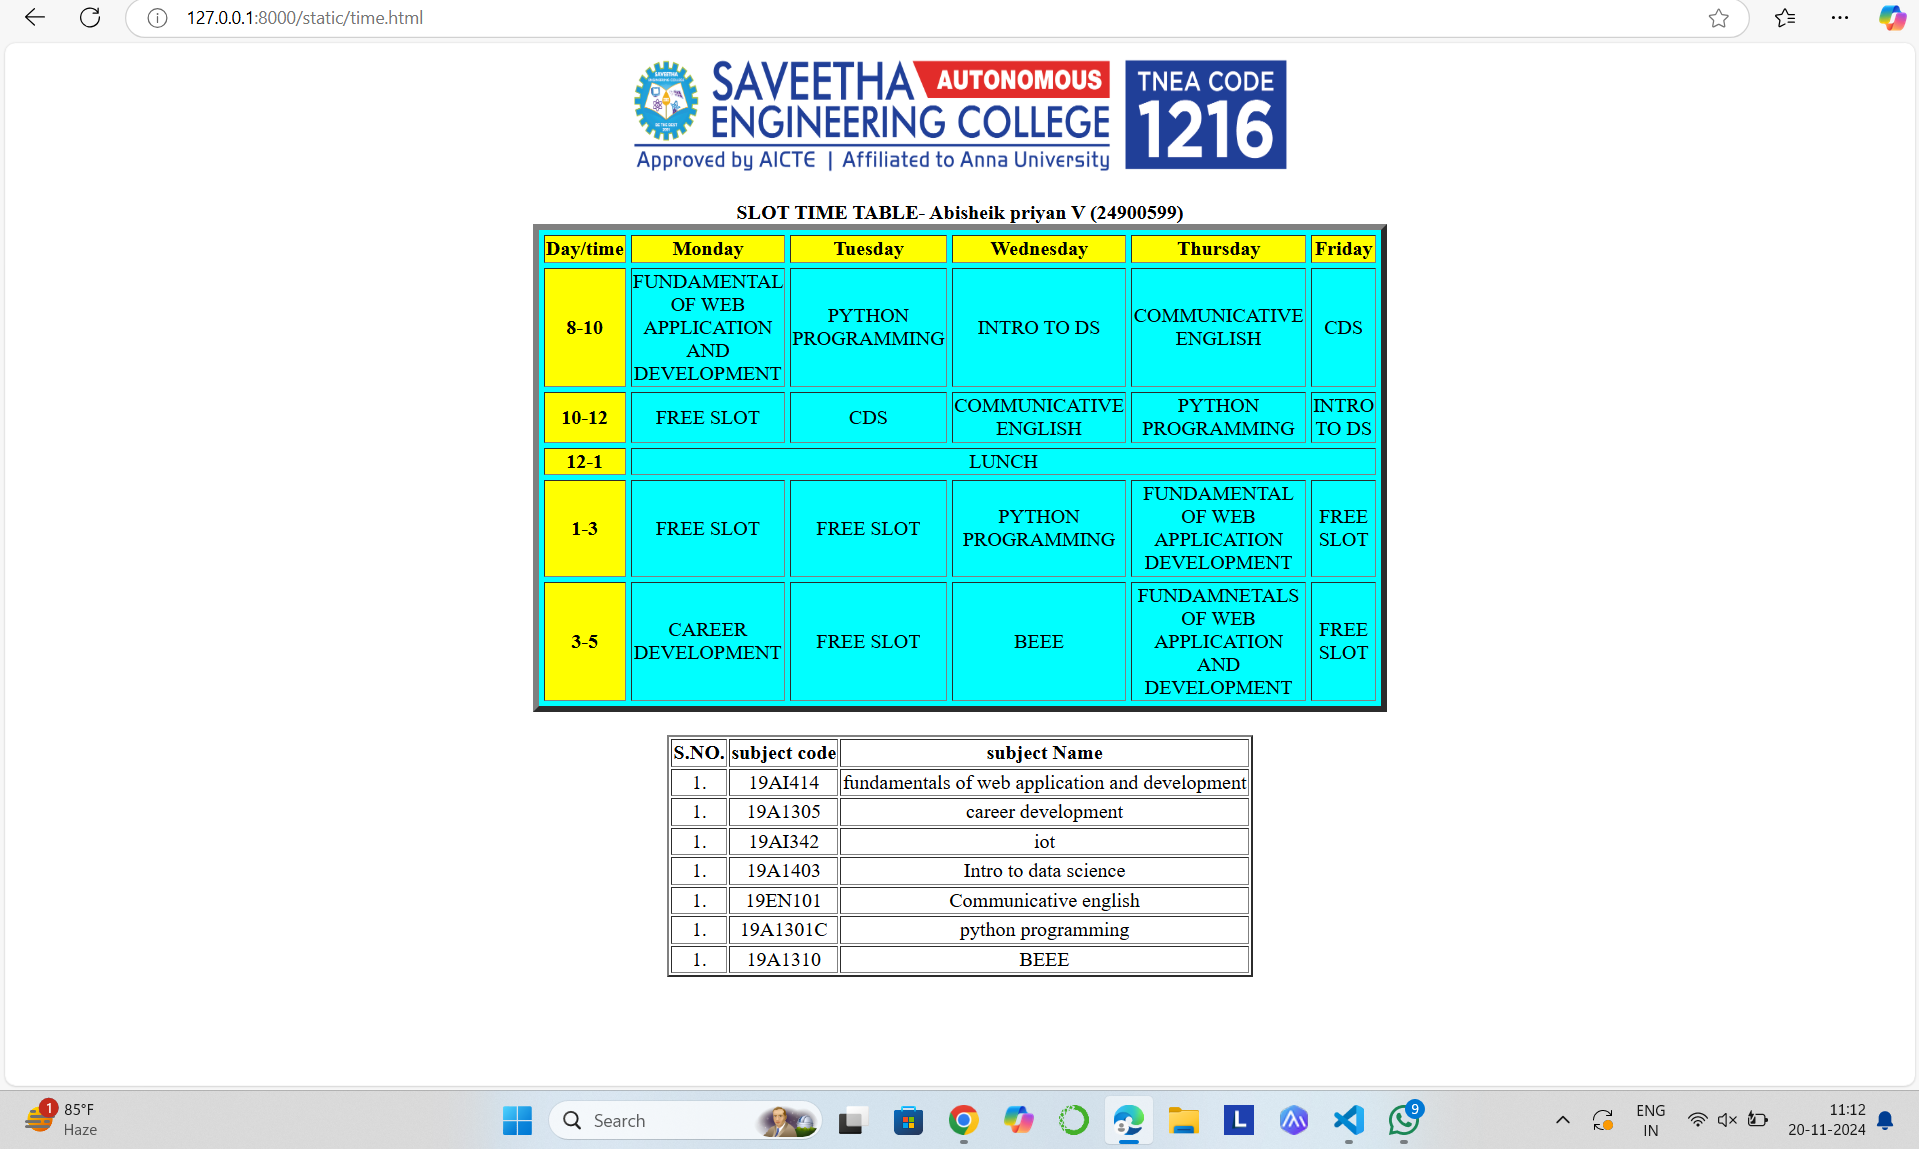 127.0.0.1:8000/static/time.html
SAVEETHA AUTONOMOUS
ENGINEERING COLLEGE
Approved by AICTE | Affiliated to Anna University
TNEA CODE
1216
SLOT TIME TABLE- Abisheik priyan V (24900599)
Day/time Monday Tuesday Wednesday Thursday Friday
8-10
FUNDAMENTAL
OF WEB
APPLICATION
AND
DEVELOPMENT
PYTHON
PROGRAMMING
INTRO TO DS
COMMUNICATIVE
ENGLISH
CDS
10-12
FREE SLOT
CDS
COMMUNICATIVE
ENGLISH
PYTHON
PROGRAMMING
INTRO
TO DS
12-1 LUNCH
1-3
FREE SLOT
FREE SLOT
PYTHON
PROGRAMMING
FUNDAMENTAL
OF WEB
APPLICATION
DEVELOPMENT
FREE
SLOT
3-5
CAREER
DEVELOPMENT
FREE SLOT
BEEE
FUNDAMNETALS
OF WEB
APPLICATION
AND
DEVELOPMENT
FREE
SLOT
S.NO. subject code subject Name
1. 19AI414 fundamentals of web application and development
1. 19A1305 career development
1. 19AI342 iot
1. 19A1403 Intro to data science
1. 19EN101 Communicative english
1. 19A1301C python programming
1. 19A1310 BEEE
1
85°F
Haze
Search
L
9
ENG
IN
11:12
20-11-2024